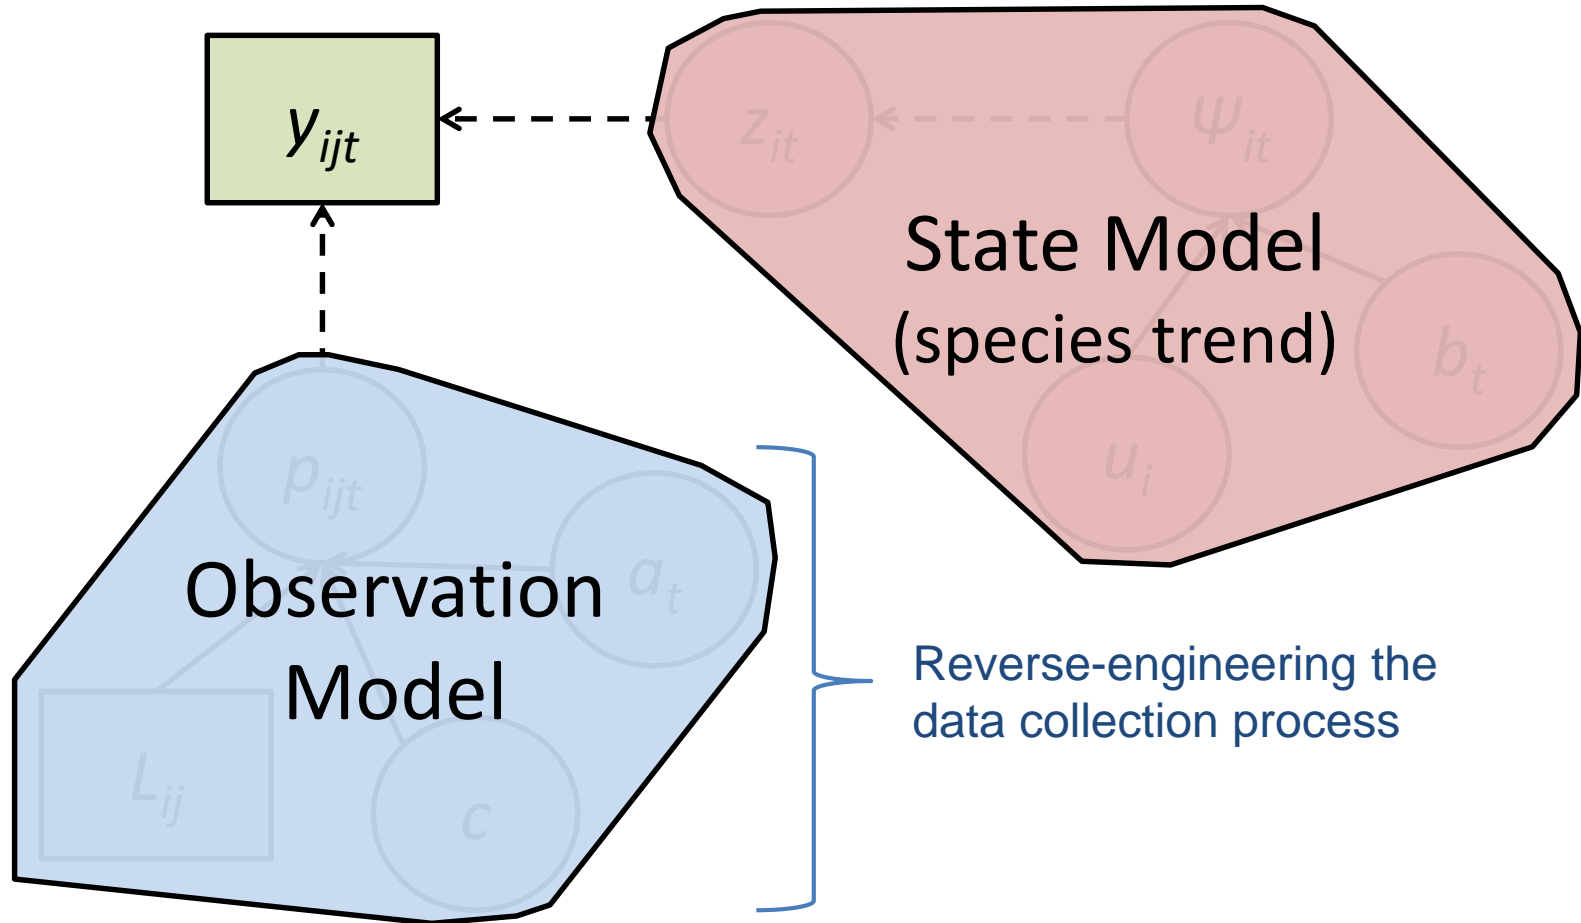 y_ijt
z_it
ψ_it
State Model
(species trend)
b_t
u_i
p_ijt
a_t
Observation
Model
L_ij
c
Reverse-engineering the
data collection process